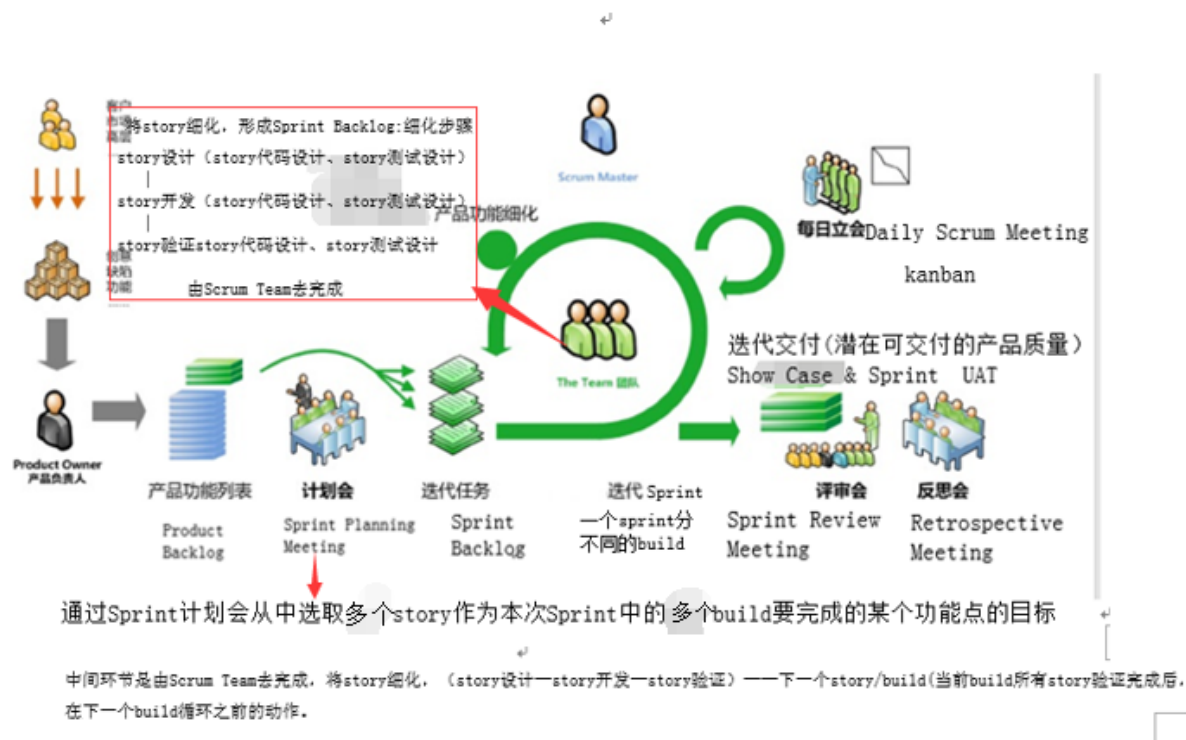 客户
市场
高层
将story细化，形成Sprint Backlog:细化步骤
story设计（story代码设计、story测试设计）
story开发（story代码设计、story测试设计）
story验证story代码设计、story测试设计
由Scrum Team去完成
创意
缺陷
功能
产品功能细化
Scrum Master
每日立会Daily Scrum Meeting
kanban
The Team 团队
迭代交付(潜在可交付的产品质量）
Show Case & Sprint UAT
Product Owner
产品负责人
产品功能列表
Product
Backlog
计划会
Sprint Planning
Meeting
迭代任务
Sprint
Backlog
迭代 Sprint
一个sprint分
不同的build
评审会
Sprint Review
Meeting
反思会
Retrospective
Meeting
通过Sprint计划会从中选取多个story作为本次Sprint中的多个build要完成的某个功能点的目标
中间环节是由Scrum Team去完成，将story细化，（story设计—story开发—story验证）——下一个story/build(当前build所有story验证完成后，
在下一个build循环之前的动作。